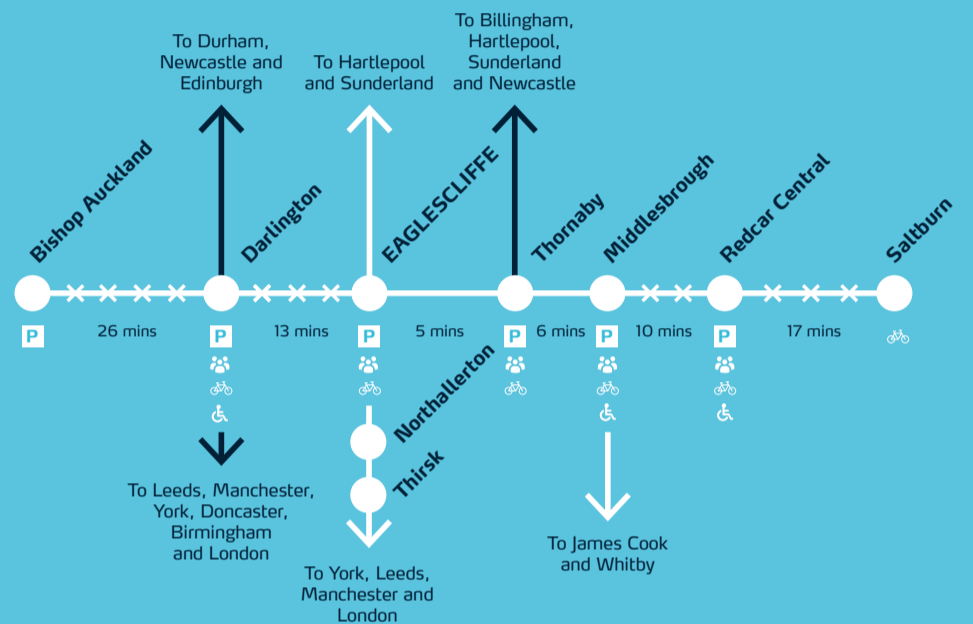 To Durham,
Newcastle and
Edinburgh
To Hartlepool
and Sunderland
To Billingham,
Hartlepool,
Sunderland
and Newcastle
Bishop Auckland
Darlington
EAGLESCLIFFE
Thornaby
Middlesbrough
Redcar Central
Saltburn
P
26 mins
P
13 mins
P
5 mins
P
6 mins
P
10 mins
P
17 mins
Northallerton
Thirsk
To Leeds, Manchester,
York, Doncaster,
Birmingham
and London
To York, Leeds,
Manchester and
London
To James Cook
and Whitby